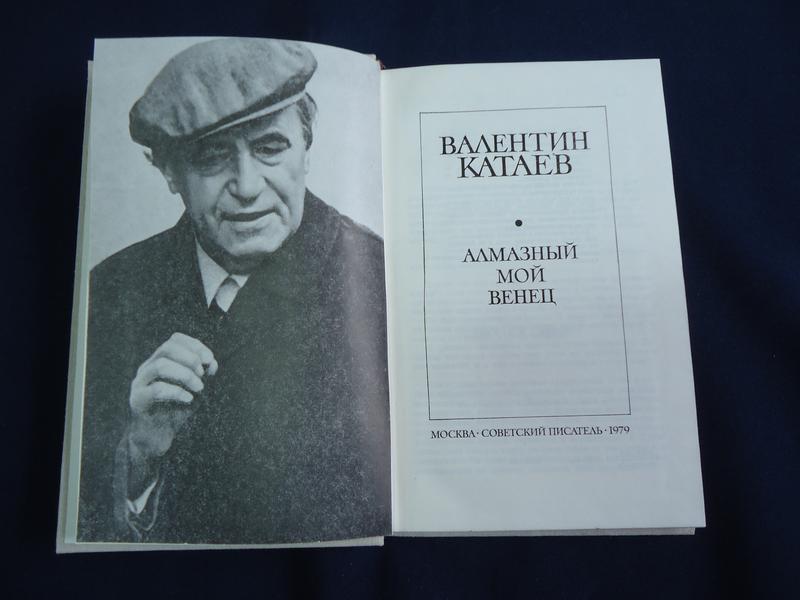 ВАЛЕНТИН
КАТАЕВ
АЛМАЗНЫЙ
МОЙ
ВЕНЕЦ
МОСКВА · СОВЕТСКИЙ ПИСАТЕЛЬ · 1979